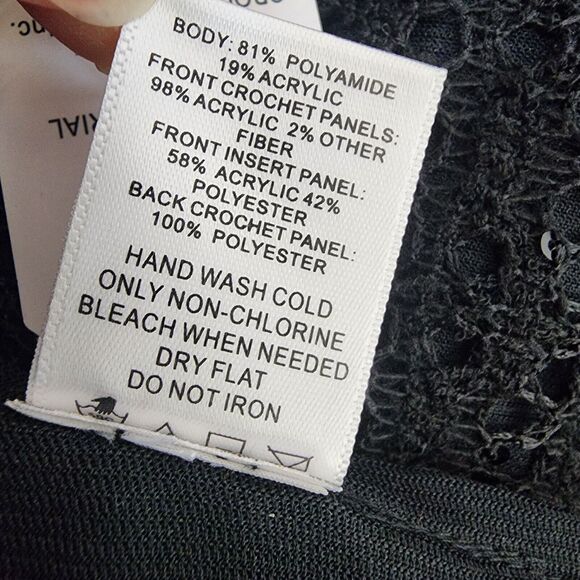 BODY: 81% POLYAMIDE
19% ACRYLIC
FRONT CROCHET PANELS:
98% ACRYLIC 2% OTHER
FIBER
FRONT INSERT PANEL:
58% ACRYLIC 42%
POLYESTER
BACK CROCHET PANEL:
100% POLYESTER
HAND WASH COLD
ONLY NON-CHLORINE
BLEACH WHEN NEEDED
DRY FLAT
DO NOT IRON